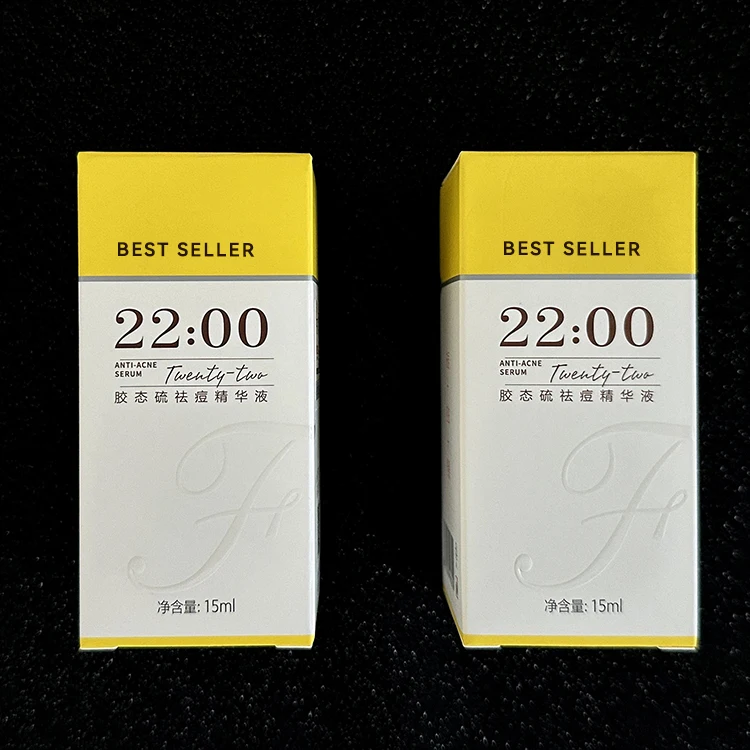 BEST SELLER
22:00
ANTI-ACNE
SERUM
Twenty-two
胶态硫祛痘精华液
净含量: 15ml
BEST SELLER
22:00
ANTI-ACNE
SERUM
Twenty-two
胶态硫祛痘精华液
净含量: 15ml